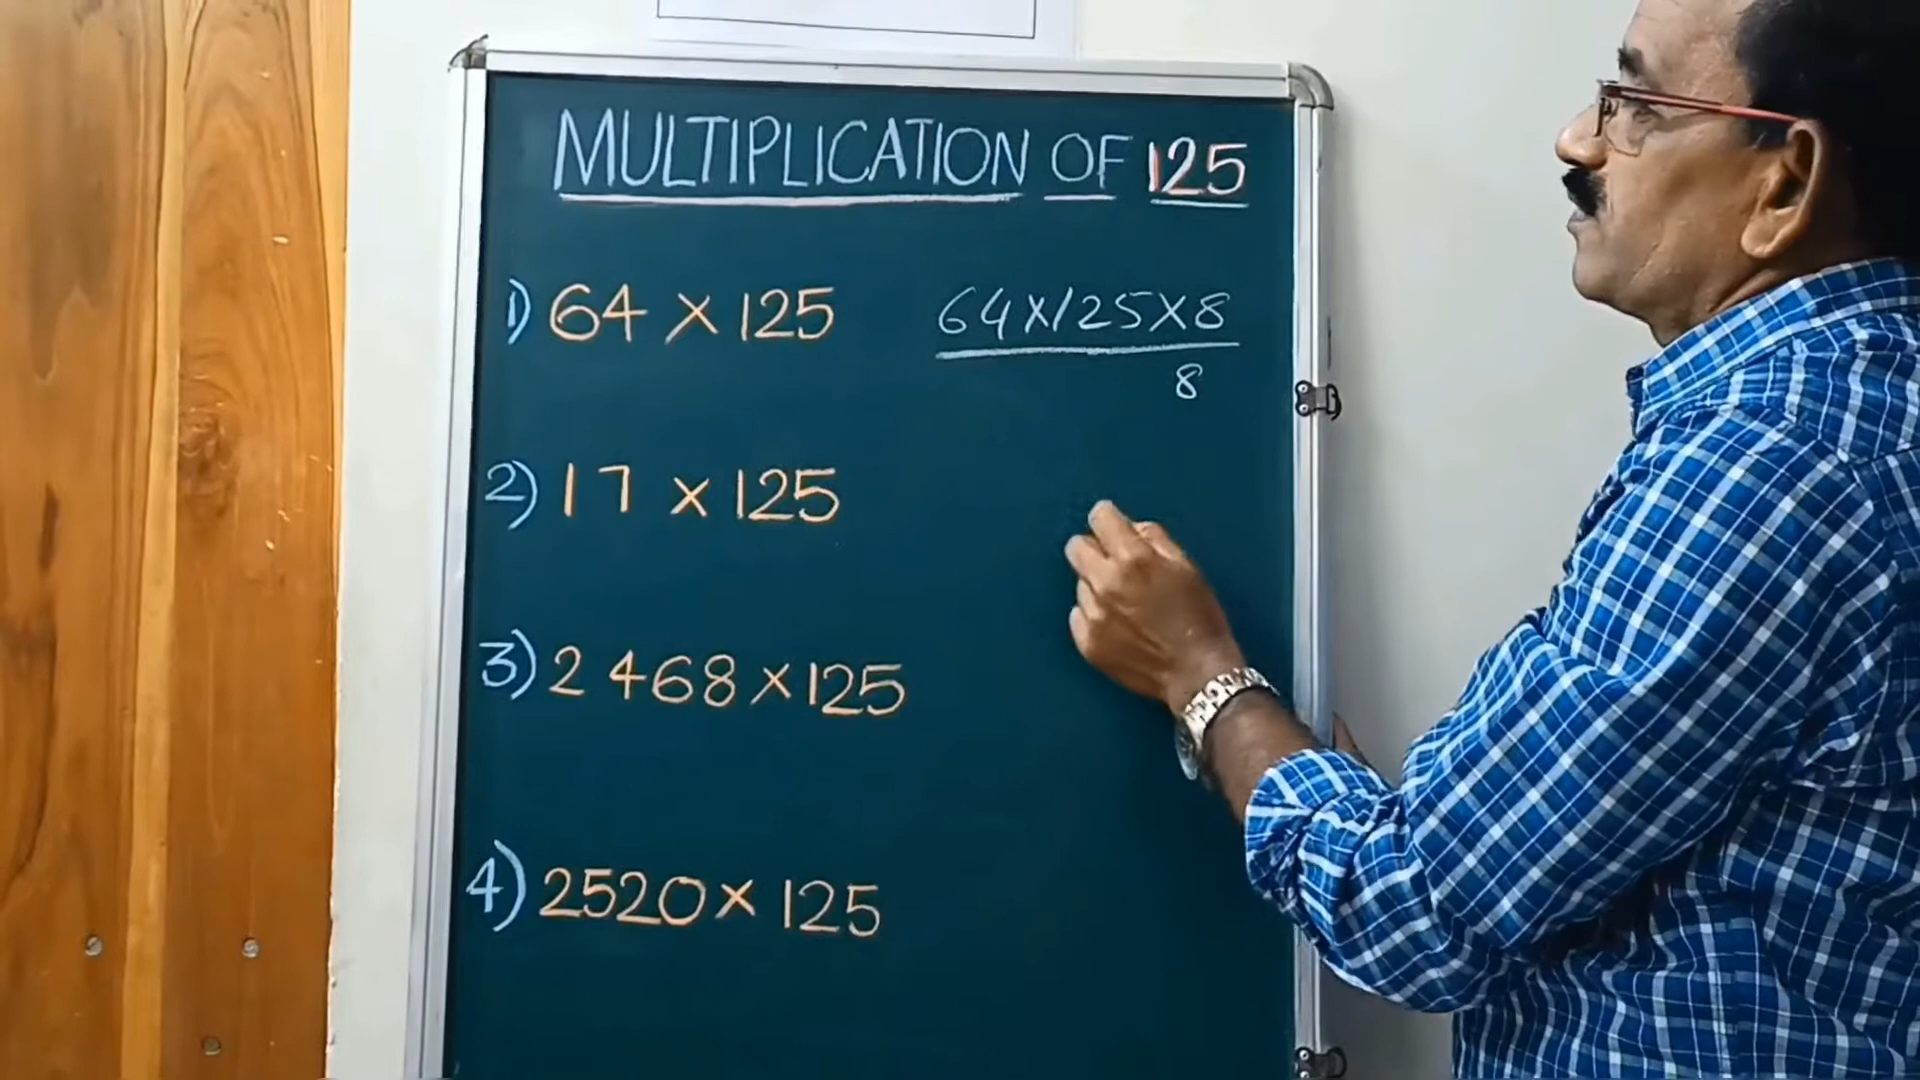 MULTIPLICATION OF 125
1) 64 × 125
64×125×8
8
2) 17 × 125
3) 2468 × 125
4) 2520 × 125